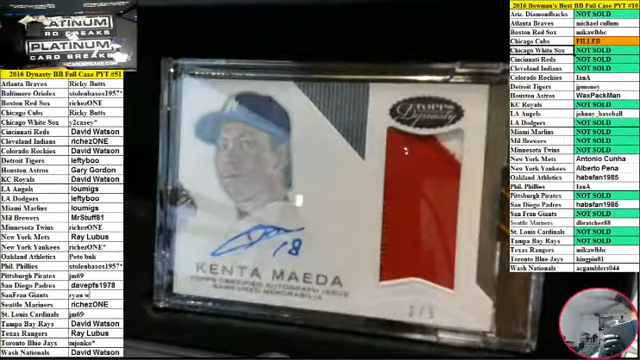 PLATINUM
RD BREAKS
PLATINUM
CARD BREAKS
2016 Dynasty BB Full Case PYT #51
Atlanta Braves Ricky Butts
Baltimore Orioles stolenbases1957*
Boston Red Sox richezONE
Chicago Cubs Ricky Butts
Chicago White Sox y2casey*
Cincinnati Reds David Watson
Cleveland Indians richezONE
Colorado Rockies David Watson
Detroit Tigers leftyboo
Houston Astros Gary Gordon
KC Royals David Watson
LA Angels loumigs
LA Dodgers leftyboo
Miami Marlins loumigs
Mil Brewers MrStuff81
Minnesota Twins richezONE
New York Mets Ray Lubus
New York Yankees richezONE*
Oakland Athletics Pete buk
Phil. Phillies stolenbases1957*
Pittsburgh Pirates jm69
San Diego Padres davepfs1978
SanFran Giants ryan w
Seattle Mariners richezONE
St. Louis Cardinals jm69
Tampa Bay Rays David Watson
Texas Rangers Ray Lubus
Toronto Blue Jays mjonko*
Wash Nationals David Watson
TOPPS
Dynasty
18
KENTA MAEDA
TOPPS CERTIFIED AUTOGRAPH ISSUE
GAME-USED MEMORABILIA
2016 Bowman's Best BB Full Case PYT #10
Ariz. Diamondbacks NOT SOLD
Atlanta Braves michael cullum
Boston Red Sox mikawlbbc
Chicago Cubs FILLER
Chicago White Sox NOT SOLD
Cincinnati Reds NOT SOLD
Cleveland Indians NOT SOLD
Colorado Rockies IanA
Detroit Tigers jpmoney
Houston Astros WaxPackMan
KC Royals NOT SOLD
LA Angels johnny_baseball
LA Dodgers NOT SOLD
Miami Marlins NOT SOLD
Mil Brewers NOT SOLD
Minnesota Twins NOT SOLD
New York Mets Antonio Cunha
New York Yankees Alberto Pena
Oakland Athletics habsfan1985
Phil. Phillies IanA
Pittsburgh Pirates NOT SOLD
San Diego Padres habsfan1985
San Fran Giants NOT SOLD
Seattle Mariners dbraicher88
St. Louis Cardinals NOT SOLD
Tampa Bay Rays NOT SOLD
Texas Rangers mikawlbbc
Toronto Blue Jays kingpin81
Wash Nationals acgamblers044